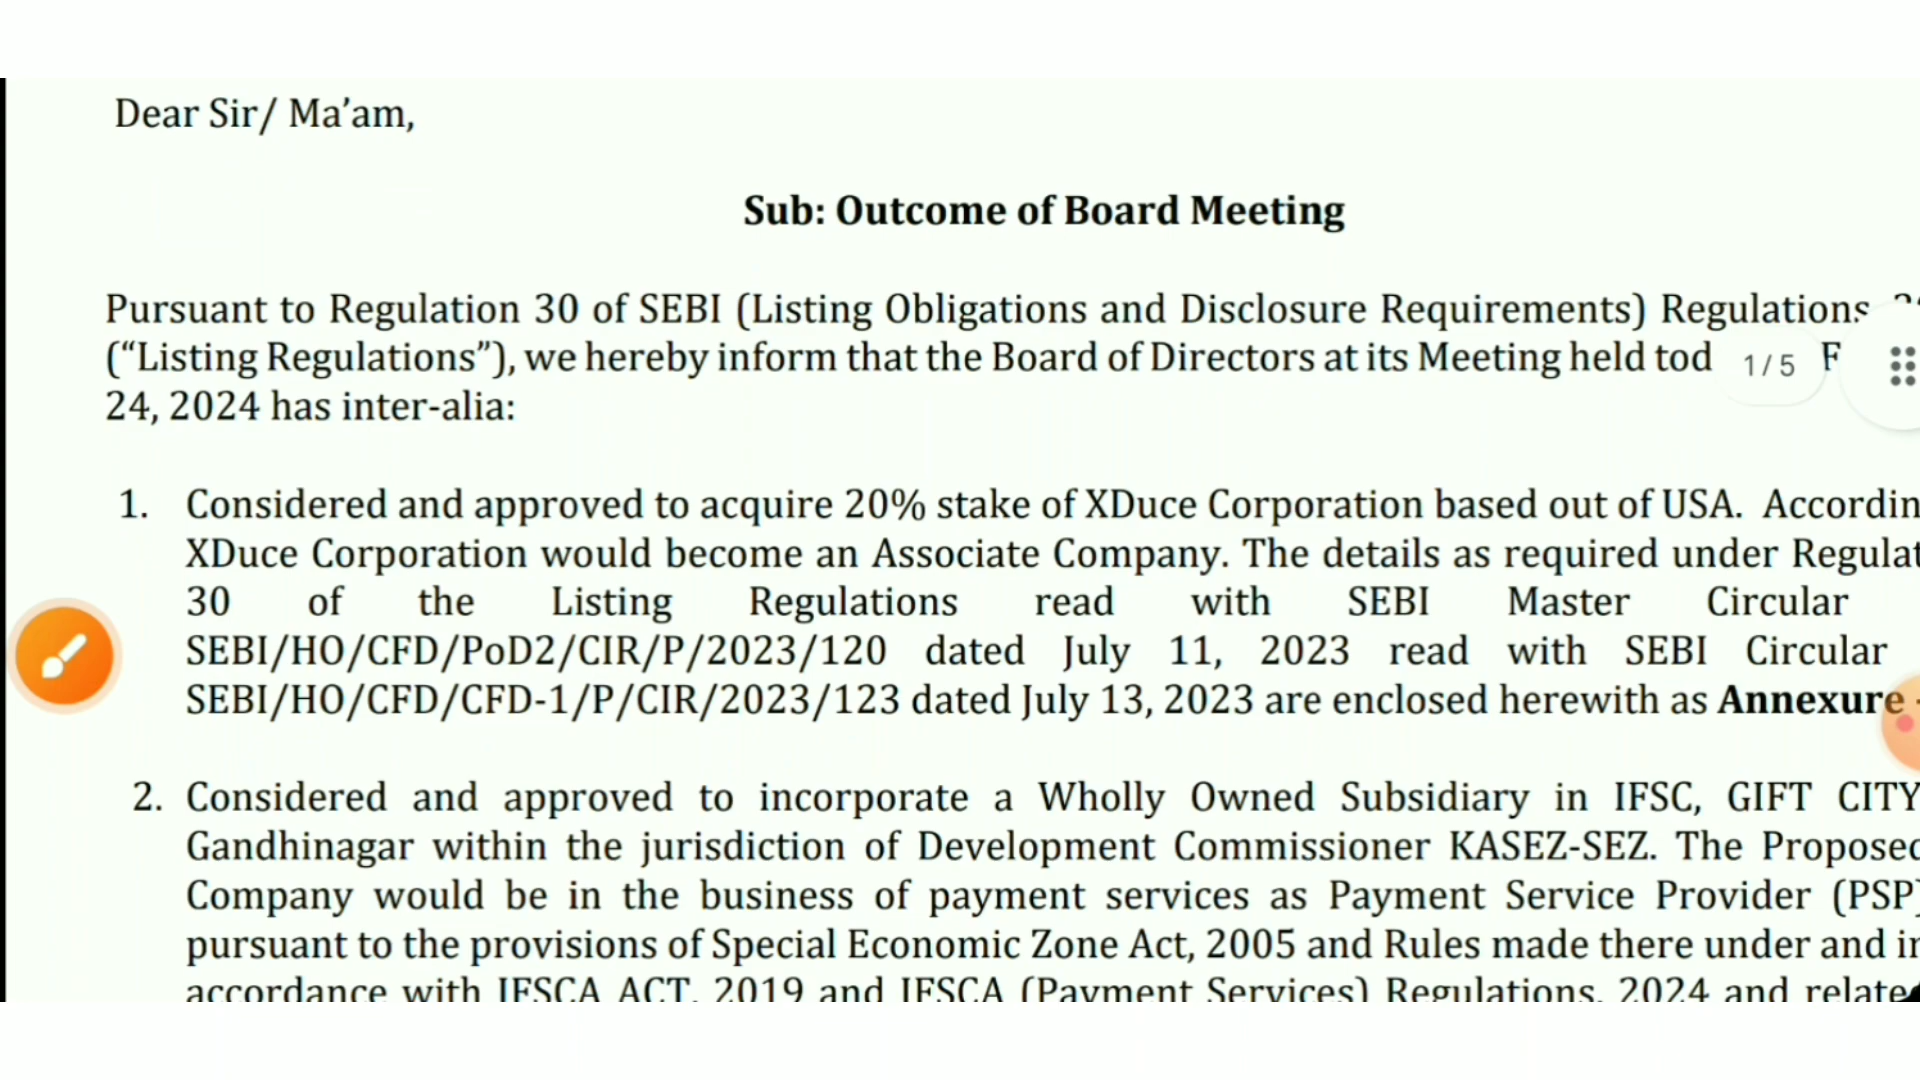 Dear Sir/ Ma’am,
Sub: Outcome of Board Meeting
Pursuant to Regulation 30 of SEBI (Listing Obligations and Disclosure Requirements) Regulations
(“Listing Regulations”), we hereby inform that the Board of Directors at its Meeting held tod 1/5 F
24, 2024 has inter-alia:
1. Considered and approved to acquire 20% stake of XDuce Corporation based out of USA. Accordin
XDuce Corporation would become an Associate Company. The details as required under Regulat
30 of the Listing Regulations read with SEBI Master Circular
SEBI/HO/CFD/PoD2/CIR/P/2023/120 dated July 11, 2023 read with SEBI Circular
SEBI/HO/CFD/CFD-1/P/CIR/2023/123 dated July 13, 2023 are enclosed herewith as Annexure
2. Considered and approved to incorporate a Wholly Owned Subsidiary in IFSC, GIFT CITY
Gandhinagar within the jurisdiction of Development Commissioner KASEZ-SEZ. The Proposed
Company would be in the business of payment services as Payment Service Provider (PSP)
pursuant to the provisions of Special Economic Zone Act, 2005 and Rules made there under and in
accordance with IFSCA ACT, 2019 and IFSCA (Payment Services) Regulations, 2024 and relate